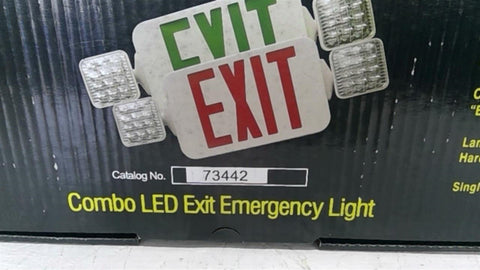 EXIT
EXIT
Catalog No. 73442
Combo LED Exit Emergency Light